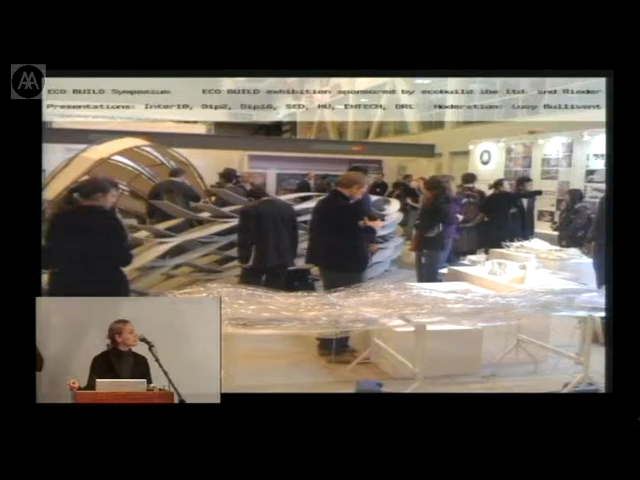 AA
ECO BUILD Symposium ECO BUILD exhibition sponsored by ecobuild ibe ltd. and Rieder
Presentations: Inter10, Dip2, Dip16, SED, HU, EMTECH, DRL Moderation: Lucy Bullivent